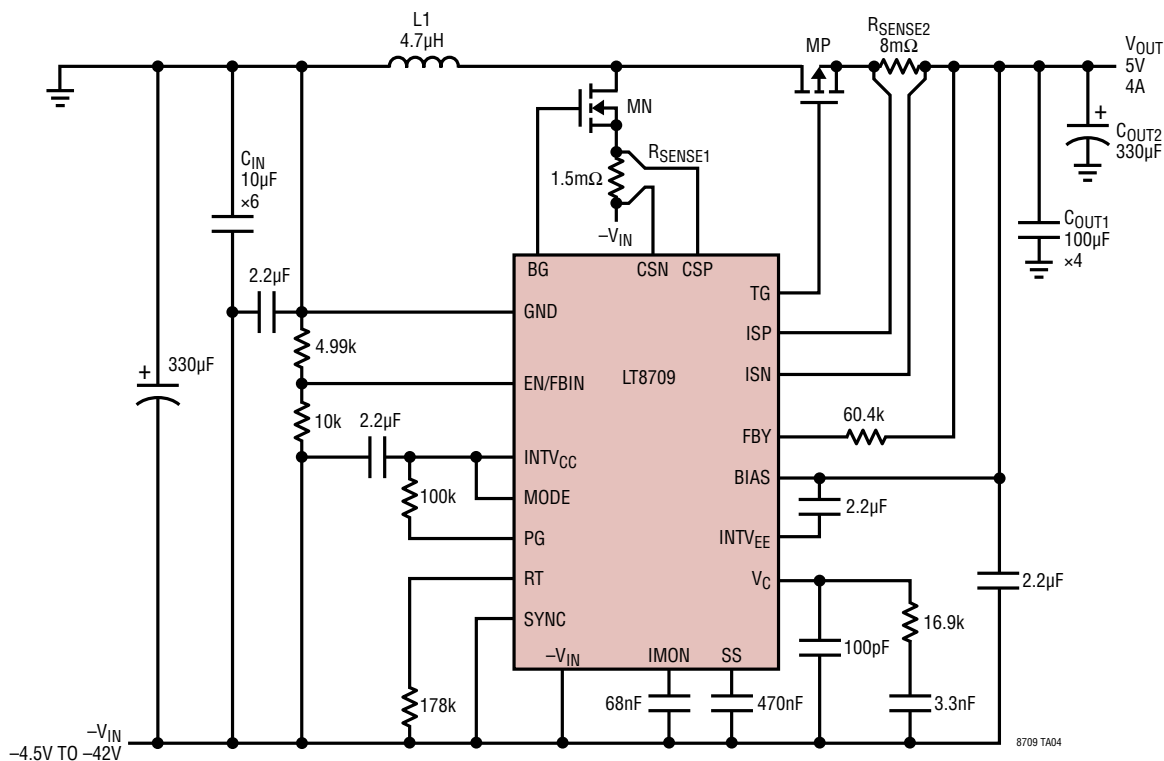 L1
4.7µH
MP
RSENSE2
8mΩ
VOUT
5V
4A
MN
RSENSE1
1.5mΩ
–VIN
CIN
10µF
×6
+
COUT2
330µF
COUT1
100µF
×4
2.2µF
BG
CSN
CSP
GND
TG
4.99k
ISP
+
330µF
EN/FBIN
LT8709
ISN
10k
2.2µF
60.4k
FBY
INTVCC
BIAS
100k
MODE
2.2µF
PG
INTVEE
RT
VC
2.2µF
SYNC
16.9k
–VIN
IMON
SS
100pF
178k
68nF
470nF
3.3nF
–VIN
–4.5V TO –42V
8709 TA04